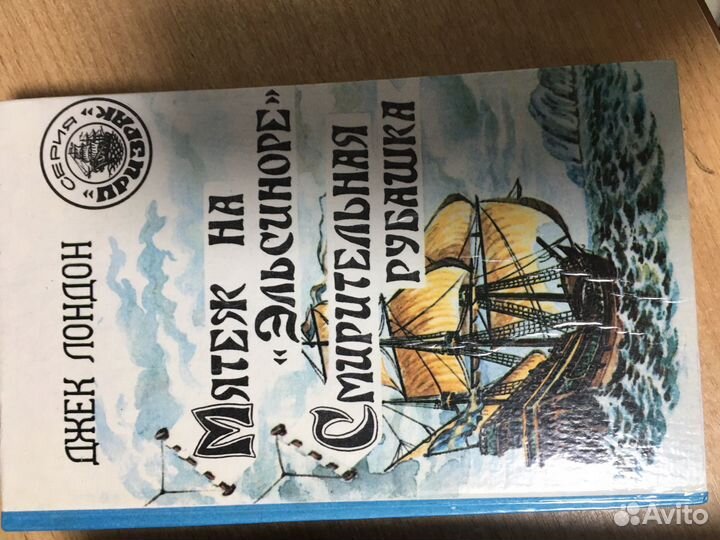 ДЖЕК ЛОНДОН
СЕРИЯ
"ПРИЗРАК"
МЯТЕЖ НА
"ЭЛЬСИНОРЕ"
СМИРИТЕЛЬНАЯ
РУБАШКА
Avito